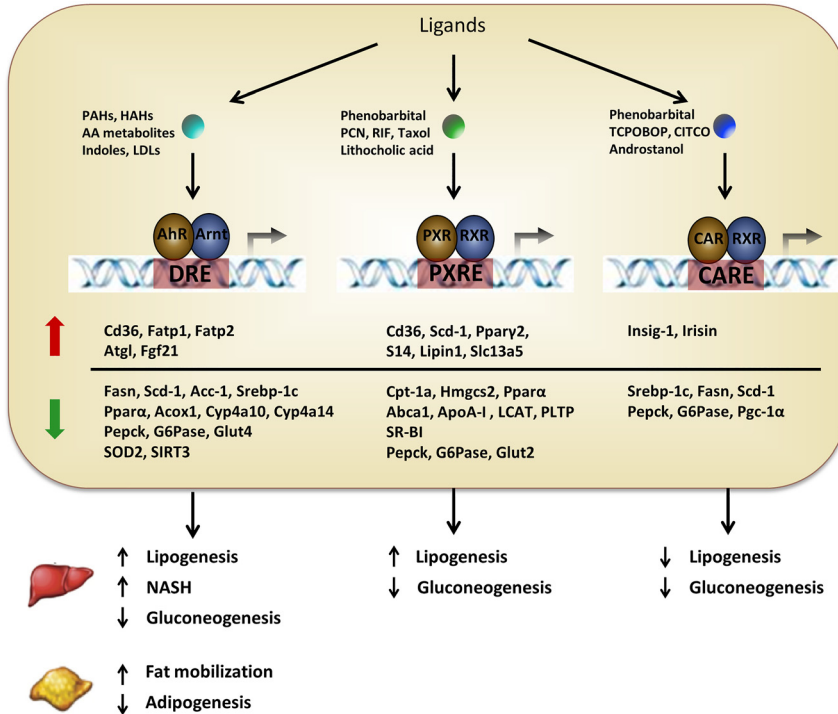 Ligands
PAHs, HAHs
AA metabolites
Indoles, LDLs
Phenobarbital
PCN, RIF, Taxol
Lithocholic acid
Phenobarbital
TCPOBOP, CITCO
Androstanol
AhR Arnt
DRE
PXR RXR
PXRE
CAR RXR
CARE
Cd36, Fatp1, Fatp2
Atgl, Fgf21
Cd36, Scd-1, Pparγ2,
S14, Lipin1, Slc13a5
Insig-1, Irisin
Fasn, Scd-1, Acc-1, Srebp-1c
Pparα, Acox1, Cyp4a10, Cyp4a14
Pepck, G6Pase, Glut4
SOD2, SIRT3
Cpt-1a, Hmgcs2, Pparα
Abca1, ApoA-I , LCAT, PLTP
SR-BI
Pepck, G6Pase, Glut2
Srebp-1c, Fasn, Scd-1
Pepck, G6Pase, Pgc-1α
↑ Lipogenesis
↑ NASH
↓ Gluconeogenesis
↑ Lipogenesis
↓ Gluconeogenesis
↓ Lipogenesis
↓ Gluconeogenesis
↑ Fat mobilization
↓ Adipogenesis